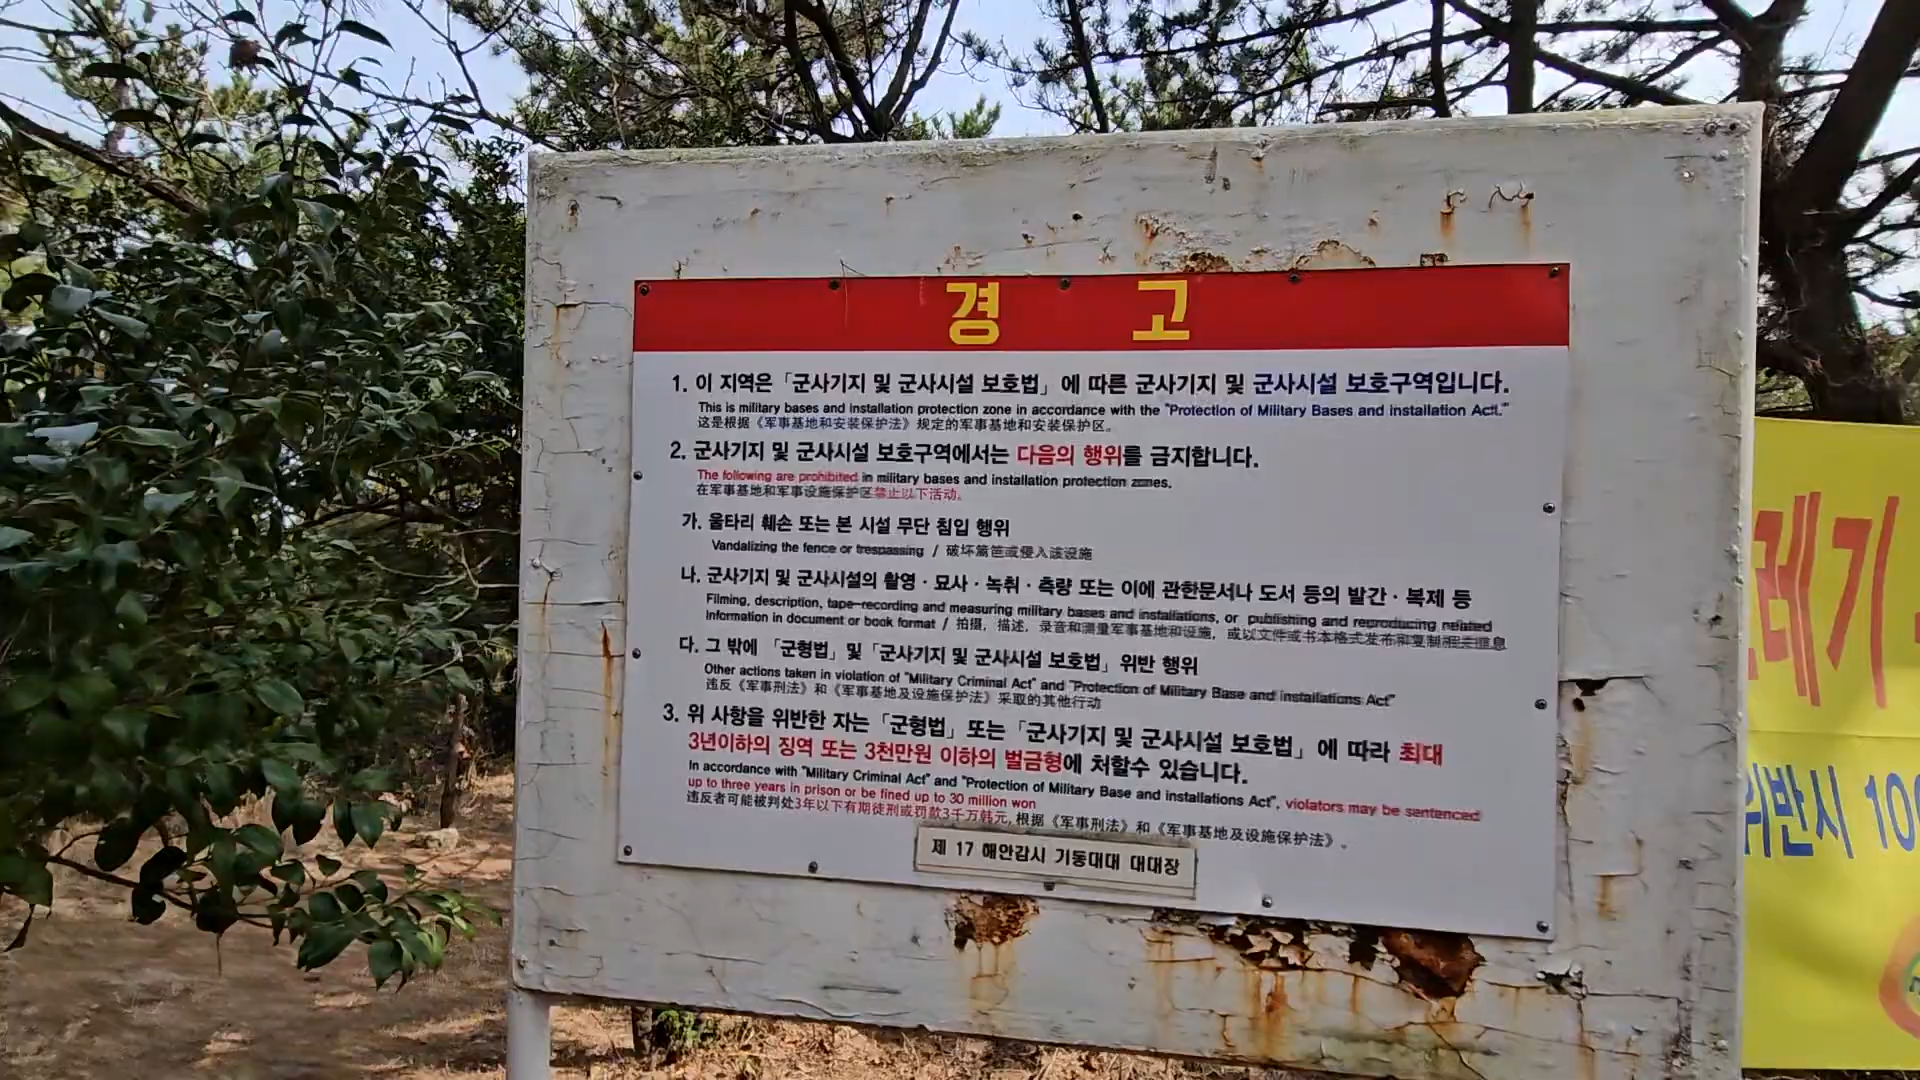 경 고
1. 이 지역은 「군사기지 및 군사시설 보호법」에 따른 군사기지 및 군사시설 보호구역입니다.
This is military bases and installation protection zone in accordance with the "Protection of Military Bases and Installation Act."
这是根据《军事基地和安装保护法》规定的军事基地和安装保护区。
2. 군사기지 및 군사시설 보호구역에서는 다음의 행위를 금지합니다.
The following are prohibited in military bases and installation protection zones.
在军事基地和军事设施保护区禁止以下活动。
가. 울타리 훼손 또는 본 시설 무단 침입 행위
Vandalizing the fence or trespassing / 破坏篱笆或侵入该设施
나. 군사기지 및 군사시설의 촬영·묘사·녹취·측량 또는 이에 관한문서나 도서 등의 발간·복제 등
Filming, description, tape-recording and measuring military bases and installations, or publishing and reproducing related
information in document or book format / 拍摄, 描述, 录音和测量军事基地和设施, 或以文件或书本格式发布和复制相关信息
다. 그 밖에 「군형법」및「군사기지 및 군사시설 보호법」위반 행위
Other actions taken in violation of "Military Criminal Act" and "Protection of Military Base and installations Act"
违反《军事刑法》和《军事基地及设施保护法》采取的其他行动
3. 위 사항을 위반한 자는「군형법」또는「군사기지 및 군사시설 보호법」에 따라 최대
3년이하의 징역 또는 3천만원 이하의 벌금형에 처할수 있습니다.
In accordance with "Military Criminal Act" and "Protection of Military Base and installations Act", violators may be sentenced
up to three years in prison or be fined up to 30 million won
违反者可能被判处3年以下有期徒刑或罚款3千万韩元, 根据《军事刑法》和《军事基地及设施保护法》。
제 17 해안감시 기동대대 대대장
레기
위반시 100